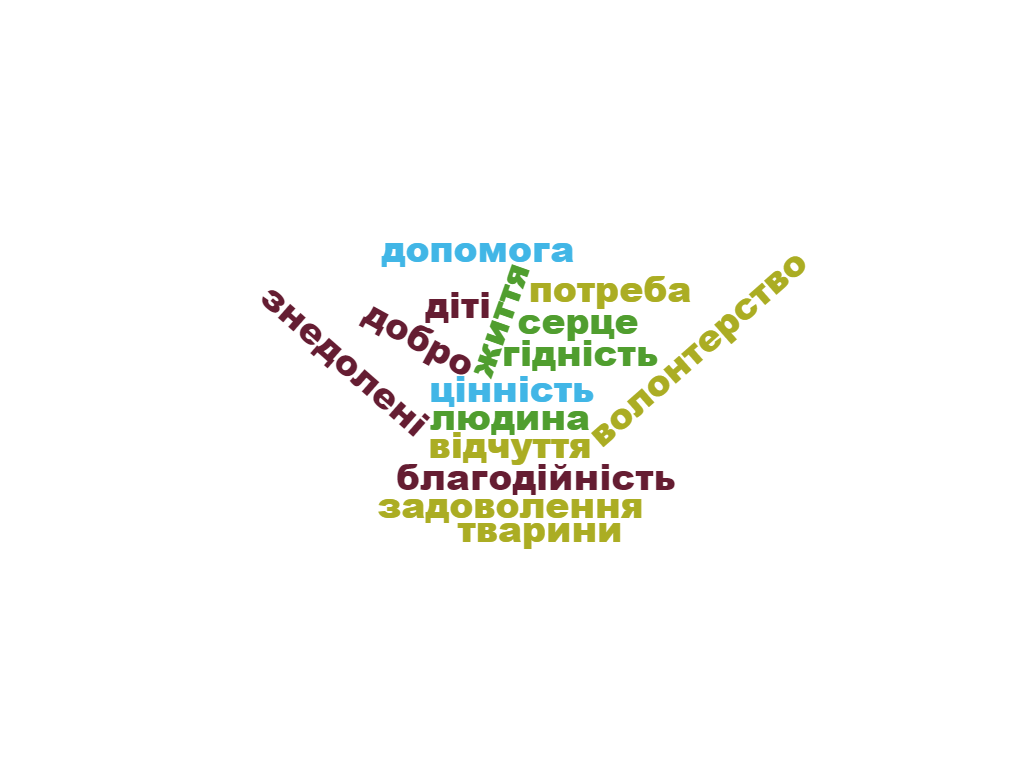 допомога
життя
потреба
діті
серце
добро
знедолені
волонтерство
гідність
цінність
людина
відчуття
благодійність
задоволення
тварини